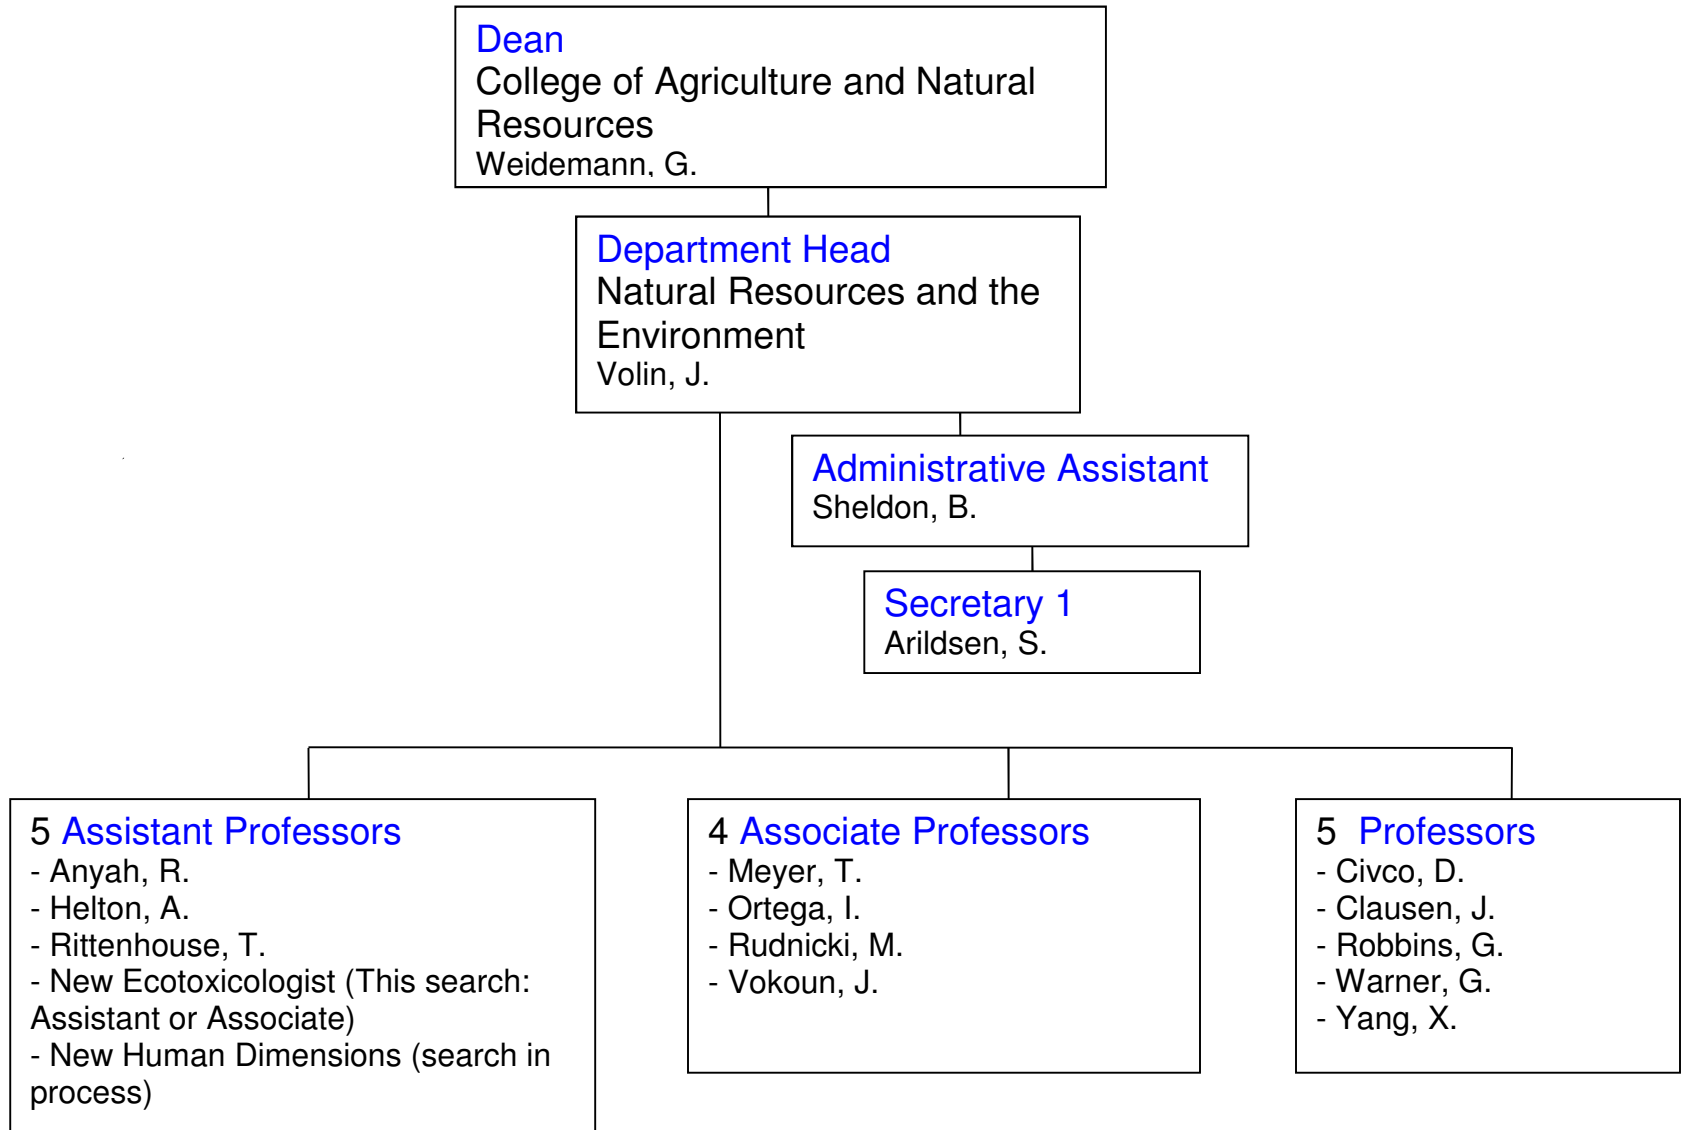 Dean
College of Agriculture and Natural
Resources
Weidemann, G.
Department Head
Natural Resources and the
Environment
Volin, J.
Administrative Assistant
Sheldon, B.
Secretary 1
Arildsen, S.
5 Assistant Professors
- Anyah, R.
- Helton, A.
- Rittenhouse, T.
- New Ecotoxicologist (This search:
Assistant or Associate)
- New Human Dimensions (search in
process)
4 Associate Professors
- Meyer, T.
- Ortega, I.
- Rudnicki, M.
- Vokoun, J.
5  Professors
- Civco, D.
- Clausen, J.
- Robbins, G.
- Warner, G.
- Yang, X.